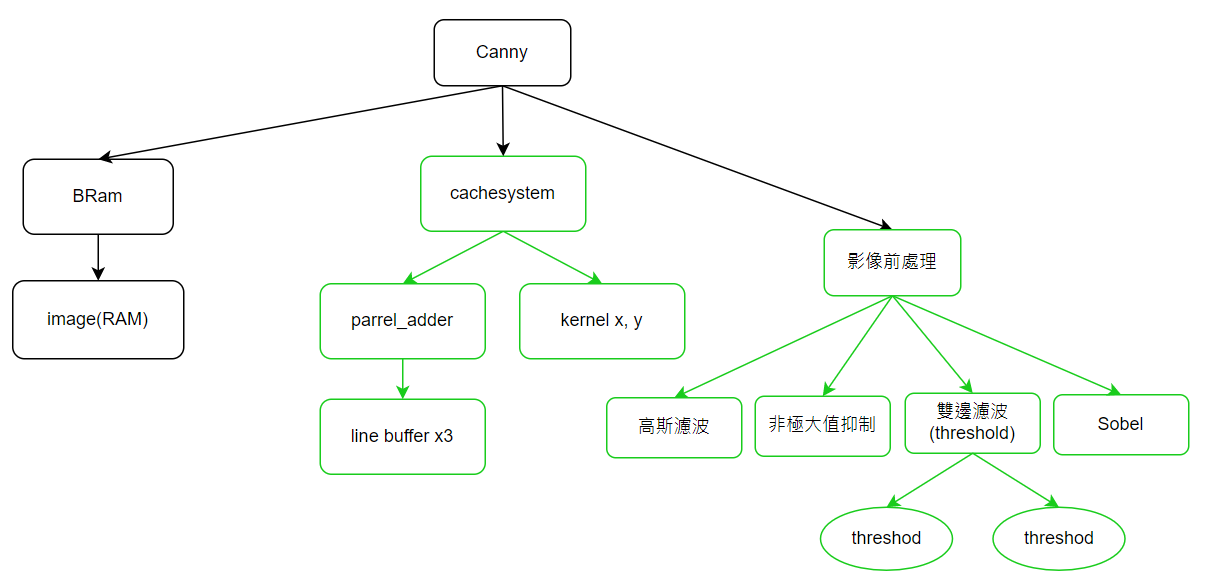 Canny
BRam
cachesystem
影像前處理
image(RAM)
parrel_adder
kernel x, y
line buffer x3
高斯濾波
非極大值抑制
雙邊濾波
(threshold)
Sobel
threshod
threshod